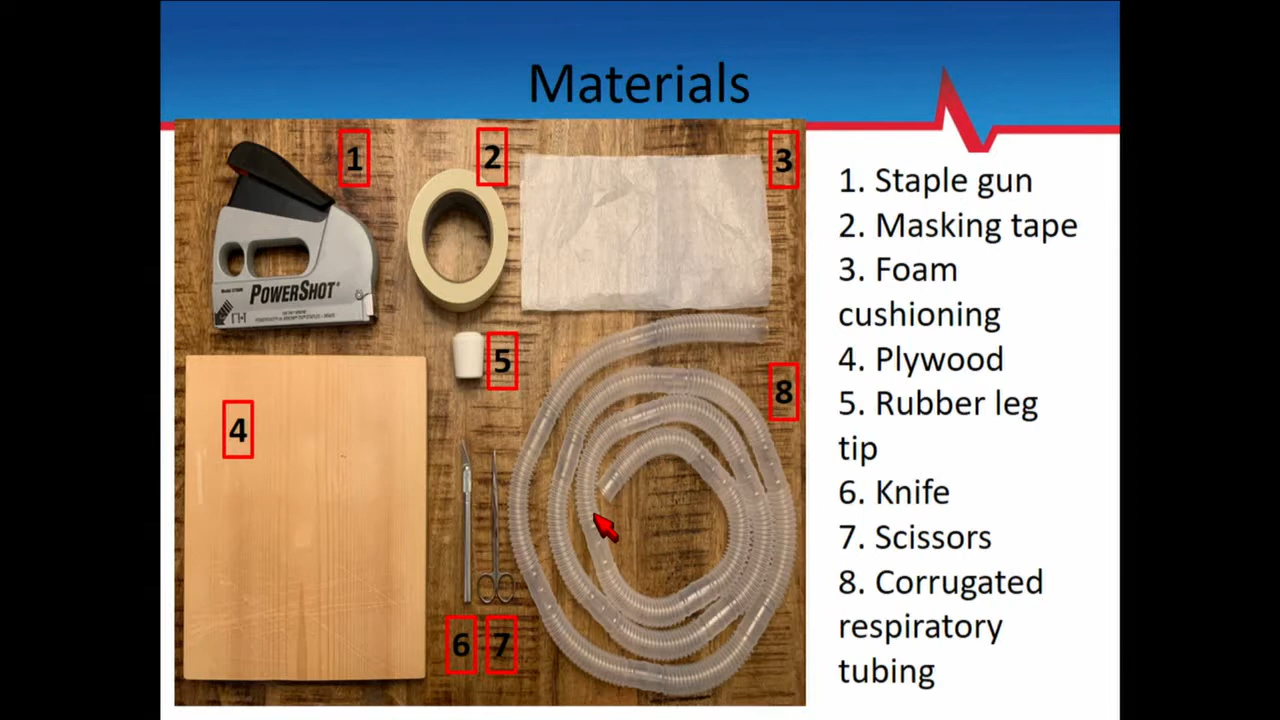 Materials
1
2
3
POWERSHOT
5
8
4
6
7
1. Staple gun
2. Masking tape
3. Foam
cushioning
4. Plywood
5. Rubber leg
tip
6. Knife
7. Scissors
8. Corrugated
respiratory
tubing